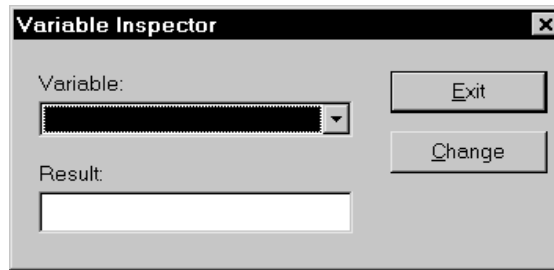 Variable Inspector
Variable:
Exit
Change
Result: